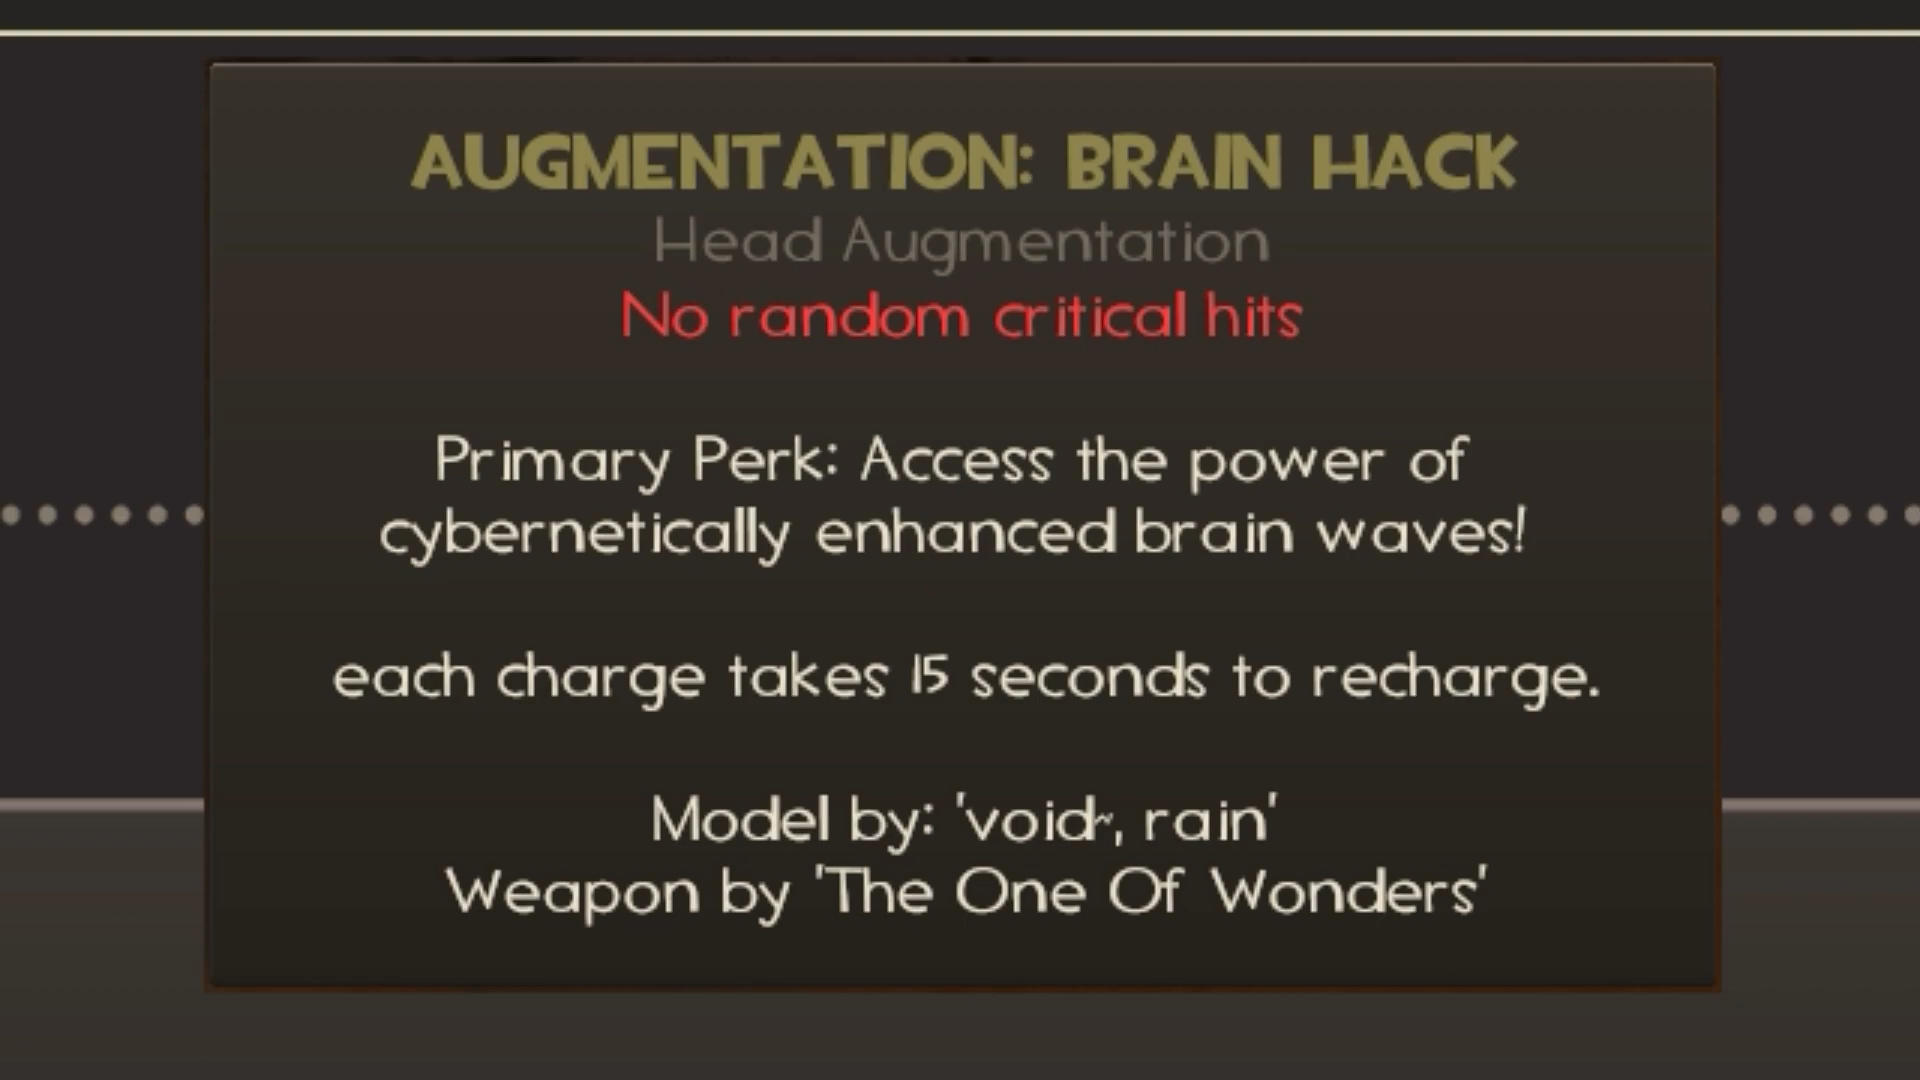 AUGMENTATION: BRAIN HACK
Head Augmentation
No random critical hits
Primary Perk: Access the power of
cybernetically enhanced brain waves!
each charge takes 15 seconds to recharge.
Model by: 'void~, rain'
Weapon by 'The One Of Wonders'